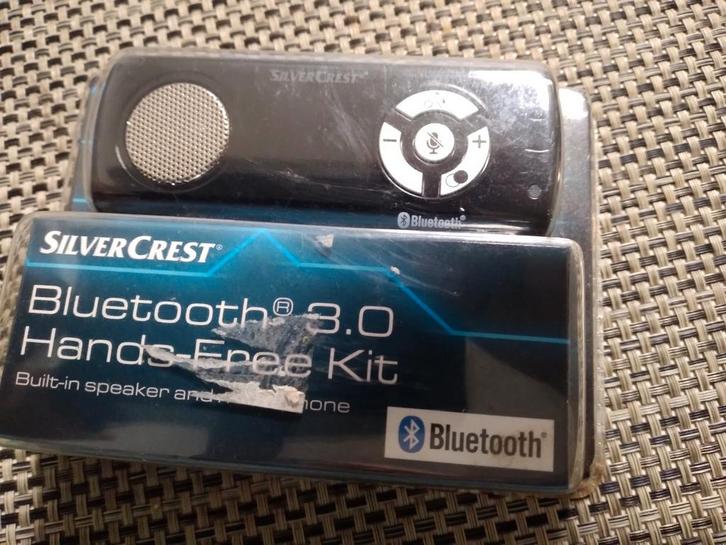 SILVERCREST®
Bluetooth®
SILVERCREST®
Bluetooth® 3.0
Hands-Free Kit
Built-in speaker and
Bluetooth®